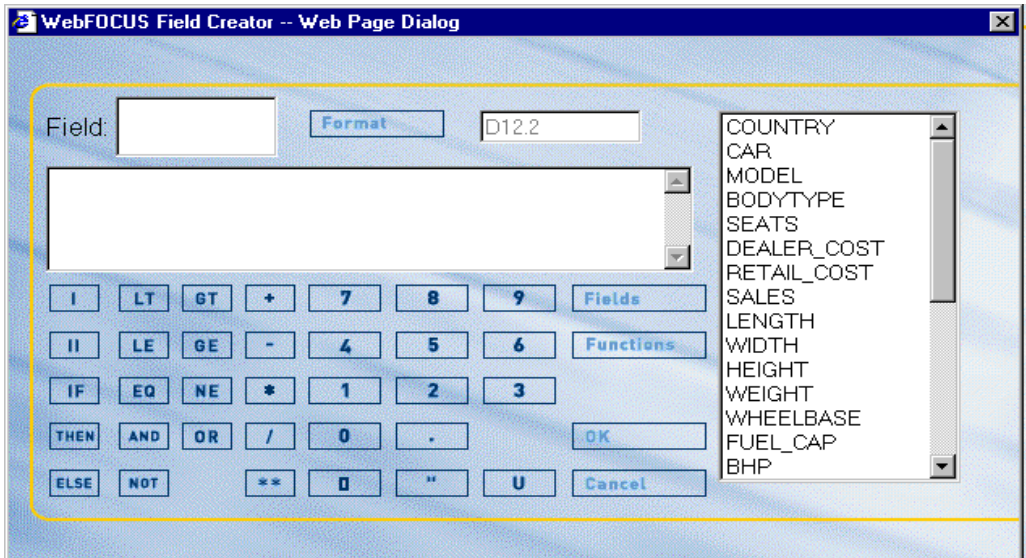 WebFOCUS Field Creator -- Web Page Dialog
Field:
Format
D12.2
COUNTRY
CAR
MODEL
BODYTYPE
SEATS
DEALER_COST
RETAIL_COST
SALES
LENGTH
WIDTH
HEIGHT
WEIGHT
WHEELBASE
FUEL_CAP
BHP
I LT GT + 7 8 9 Fields
II LE GE - 4 5 6 Functions
IF EQ NE * 1 2 3
THEN AND OR / 0 . OK
ELSE NOT ** " U Cancel